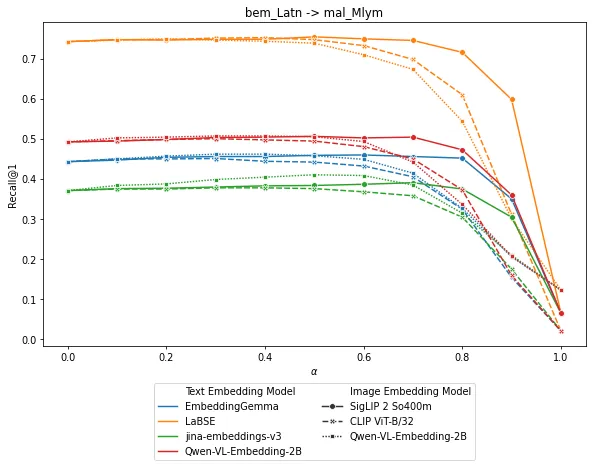 bem_Latn -> mal_Mlym
Recall@1
0.7
0.6
0.5
0.4
0.3
0.2
0.1
0.0
0.0 0.2 0.4 0.6 0.8 1.0
α
Text Embedding Model Image Embedding Model
EmbeddingGemma SigLIP 2 So400m
LaBSE CLIP ViT-B/32
jina-embeddings-v3 Qwen-VL-Embedding-2B
Qwen-VL-Embedding-2B